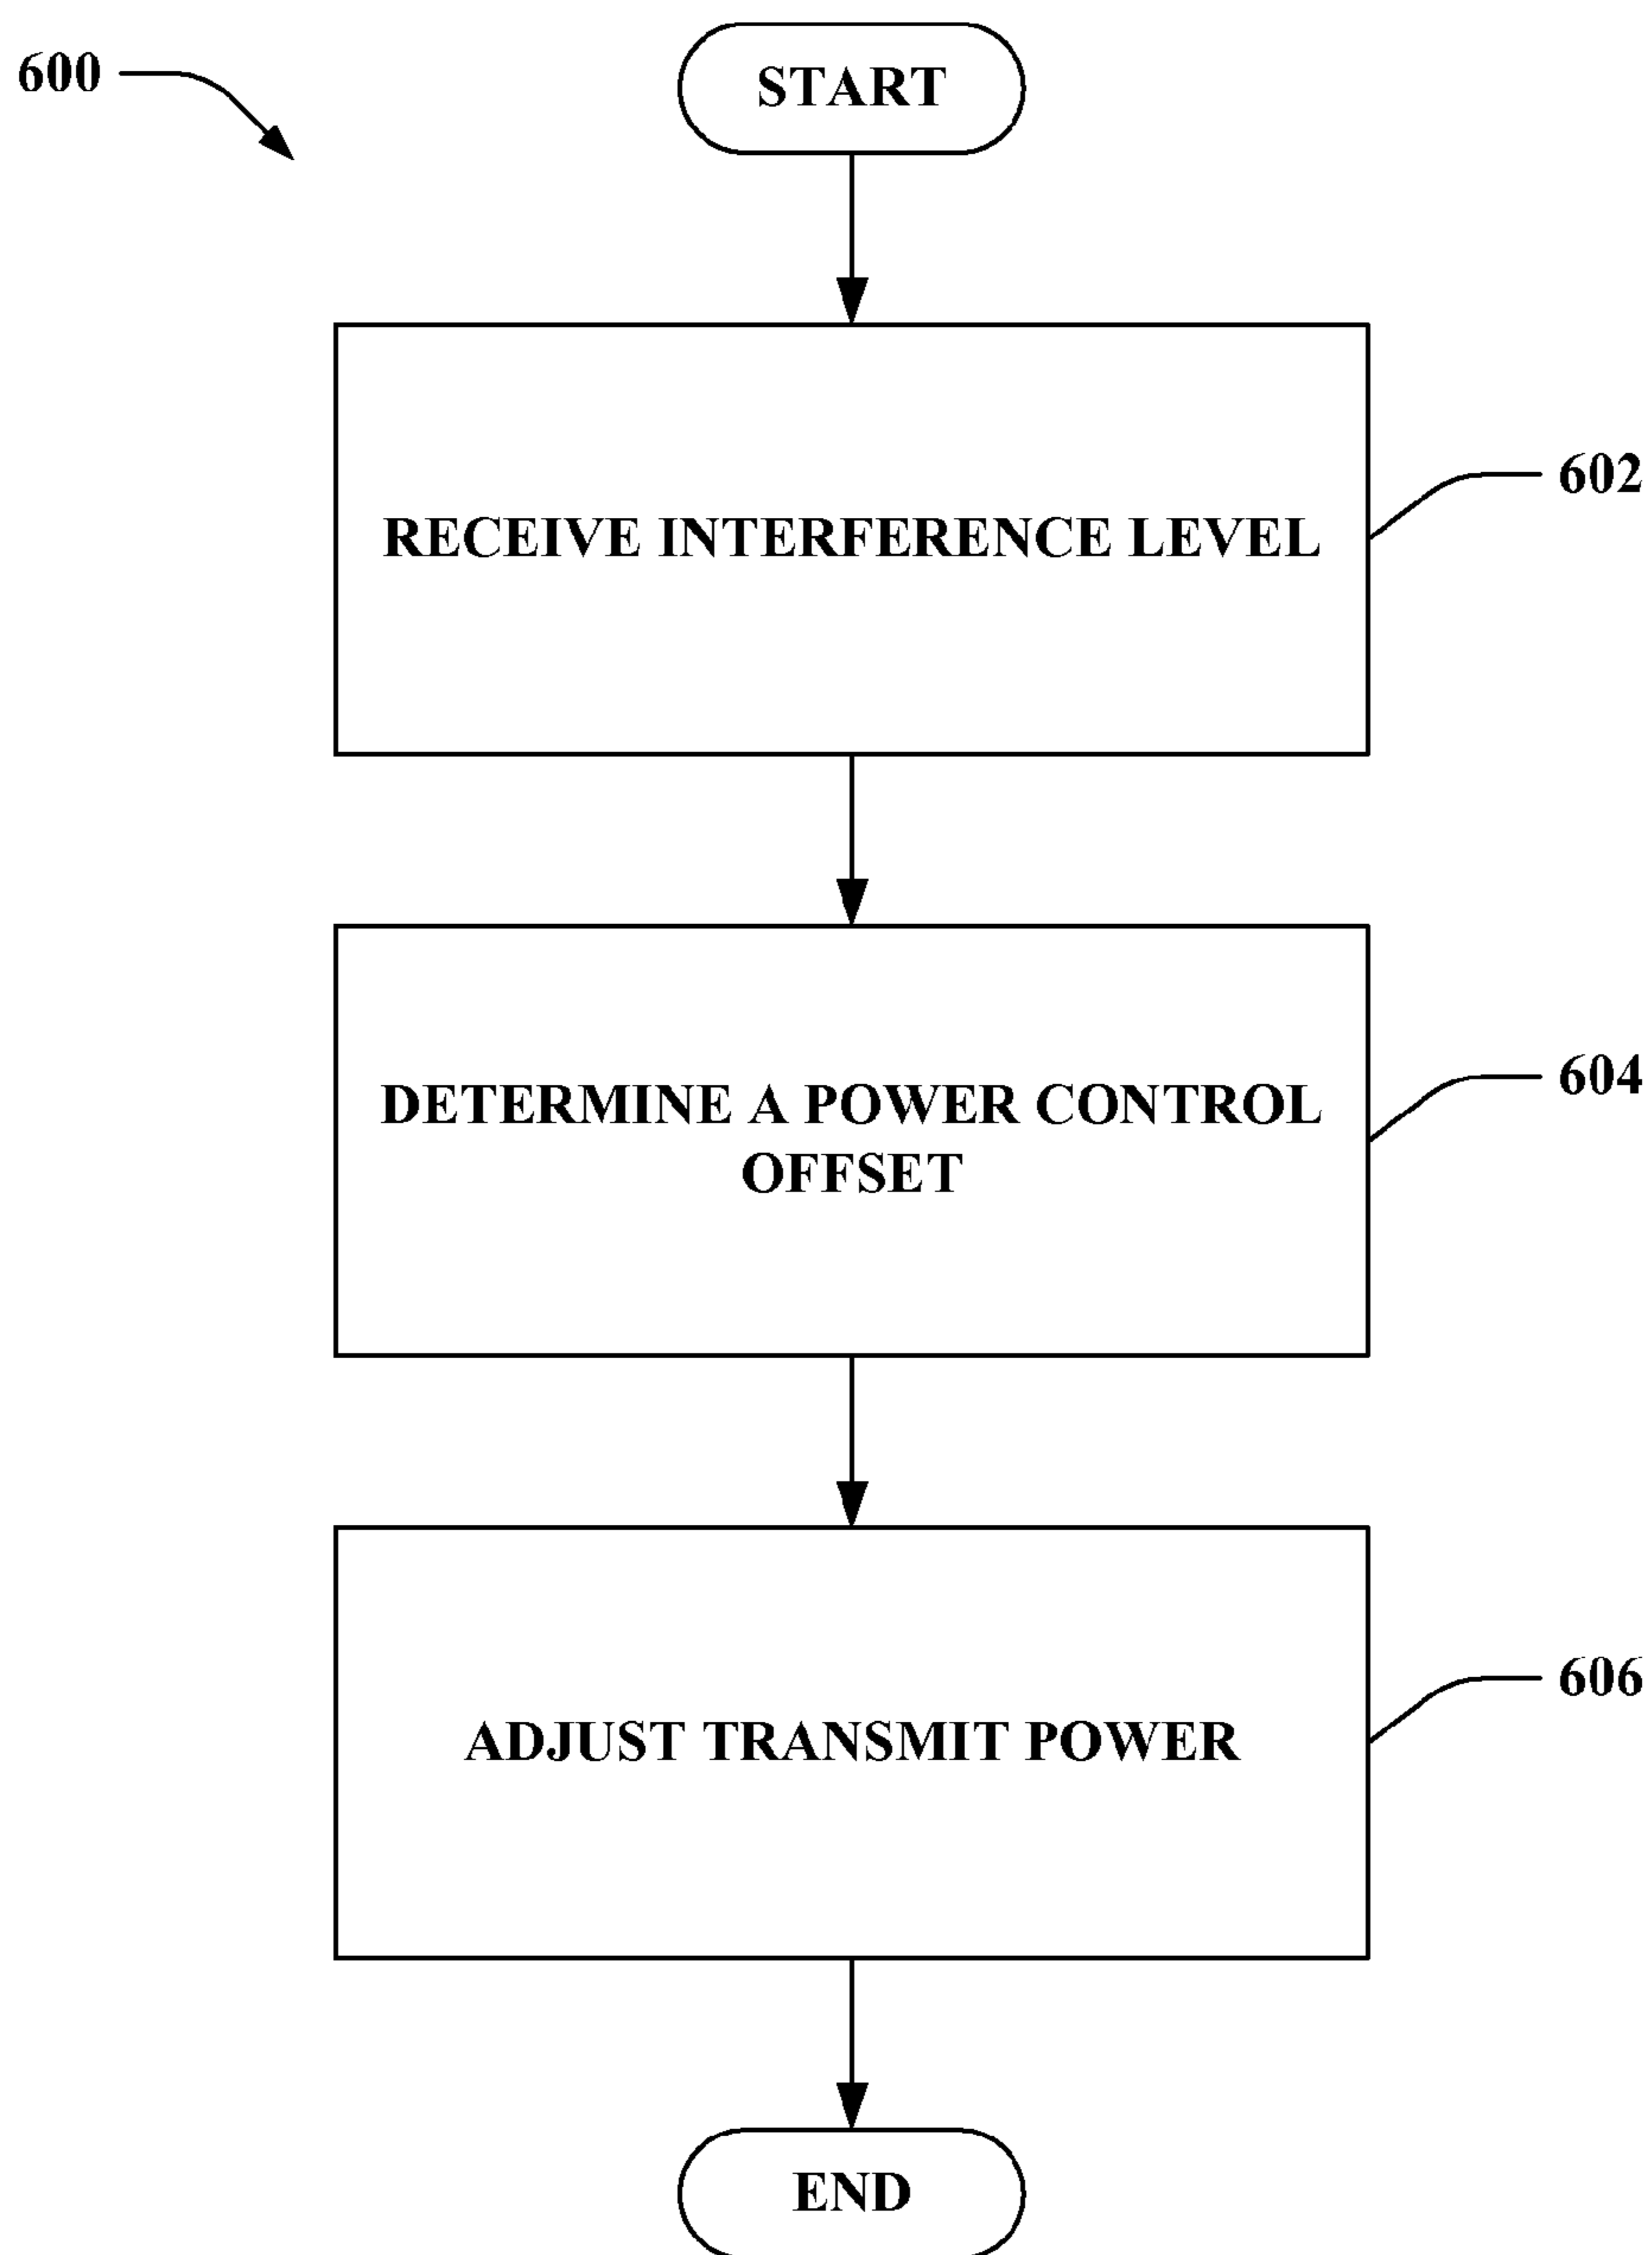 600
START
602
RECEIVE INTERFERENCE LEVEL
604
DETERMINE A POWER CONTROL
OFFSET
606
ADJUST TRANSMIT POWER
END